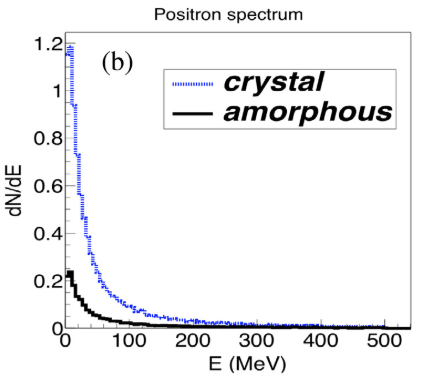 Positron spectrum
(b)
crystal
amorphous
dN/dE
1.2
1
0.8
0.6
0.4
0.2
0
0 100 200 300 400 500
E (MeV)